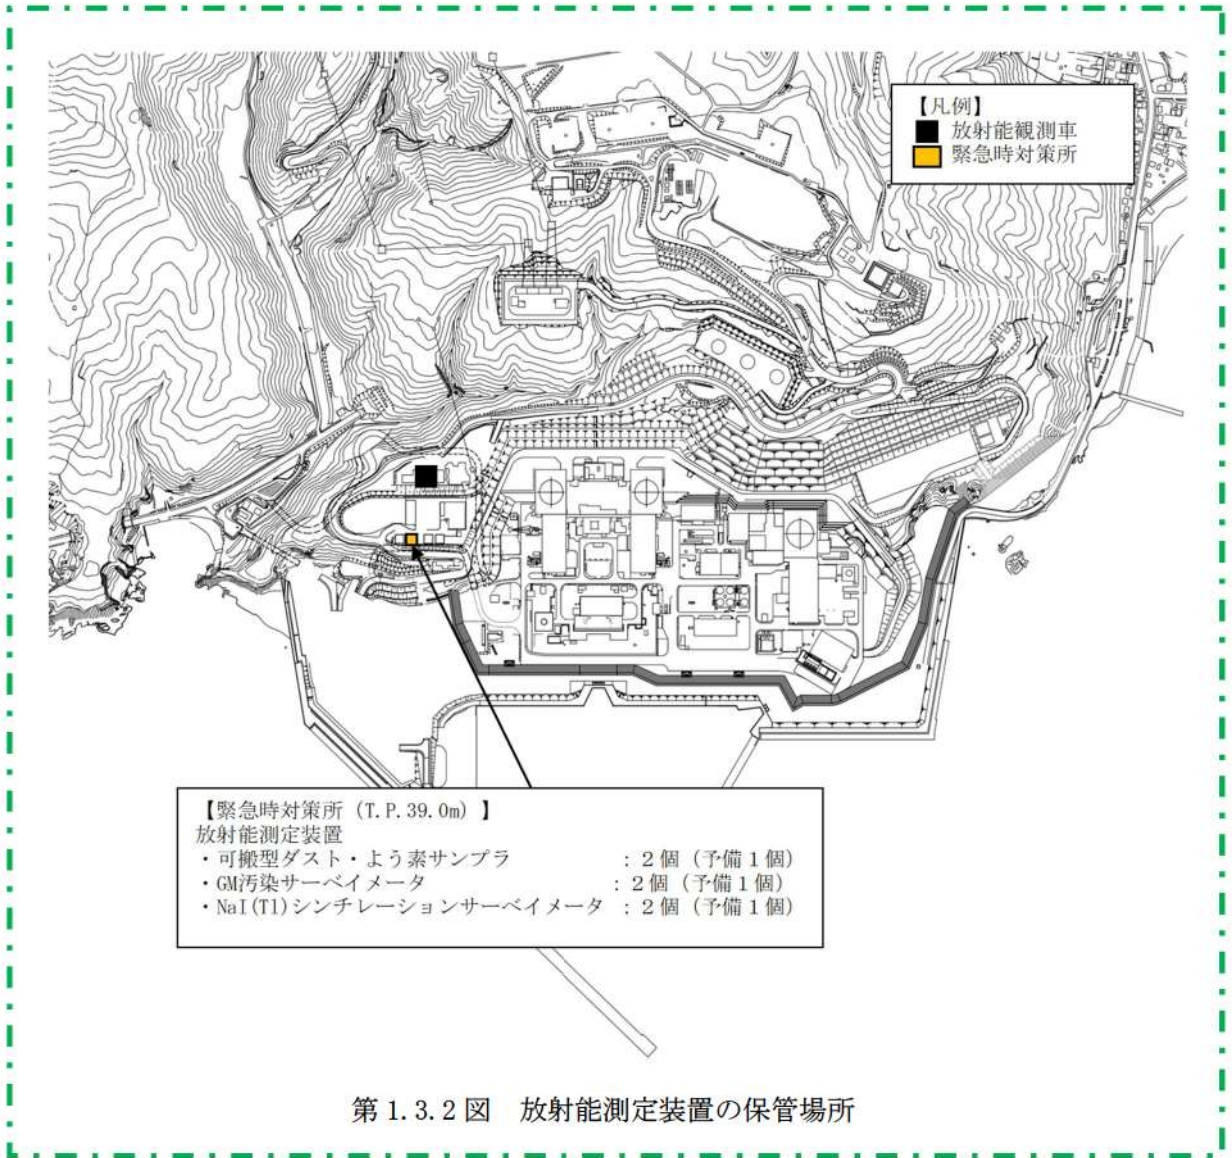 【凡例】
放射能観測車
緊急時対策所
【緊急時対策所（T.P.39.0m）】
放射能測定装置
・可搬型ダスト・よう素サンプラ ：２個（予備１個）
・GM汚染サーベイメータ ：２個（予備１個）
・NaI(Tl)シンチレーションサーベイメータ ：２個（予備１個）
第1.3.2図 放射能測定装置の保管場所